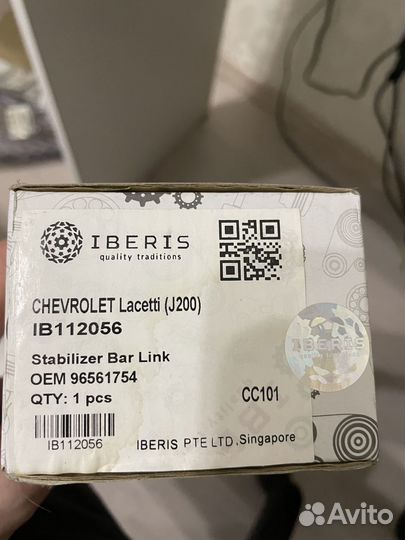 IBERIS
quality traditions
CHEVROLET Lacetti (J200)
IB112056
Stabilizer Bar Link
OEM 96561754
QTY: 1 pcs
CC101
IBERIS
IB112056
IBERIS PTE LTD.,Singapore
Avito